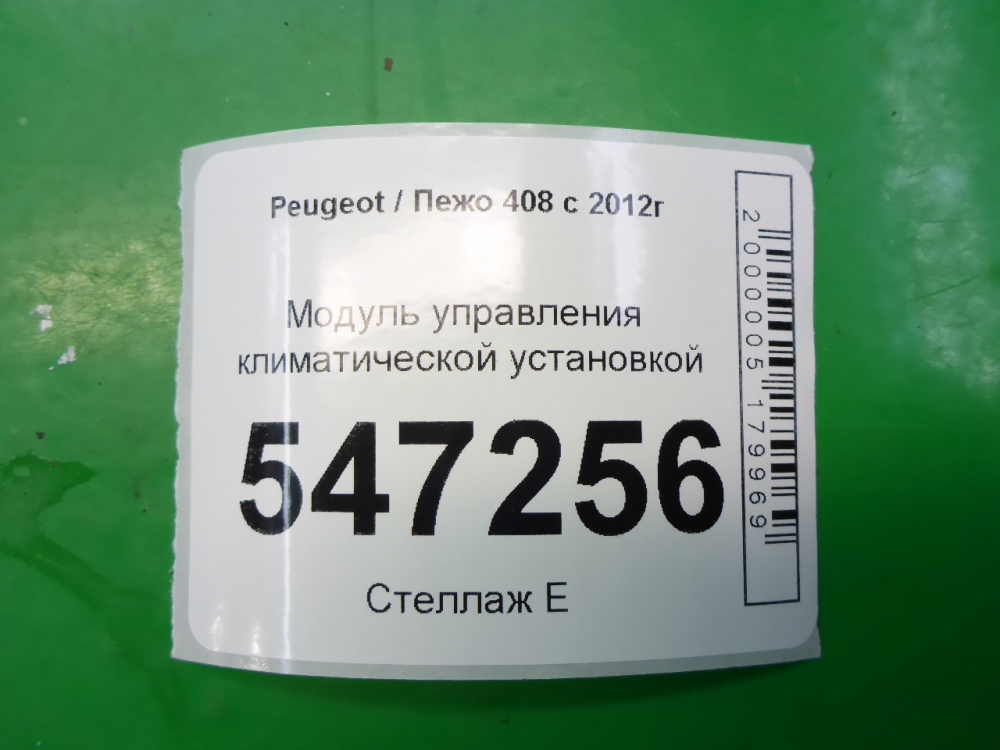 Peugeot / Пежо 408 с 2012г
Модуль управления
климатической установкой
547256
Стеллаж Е
2000005179969